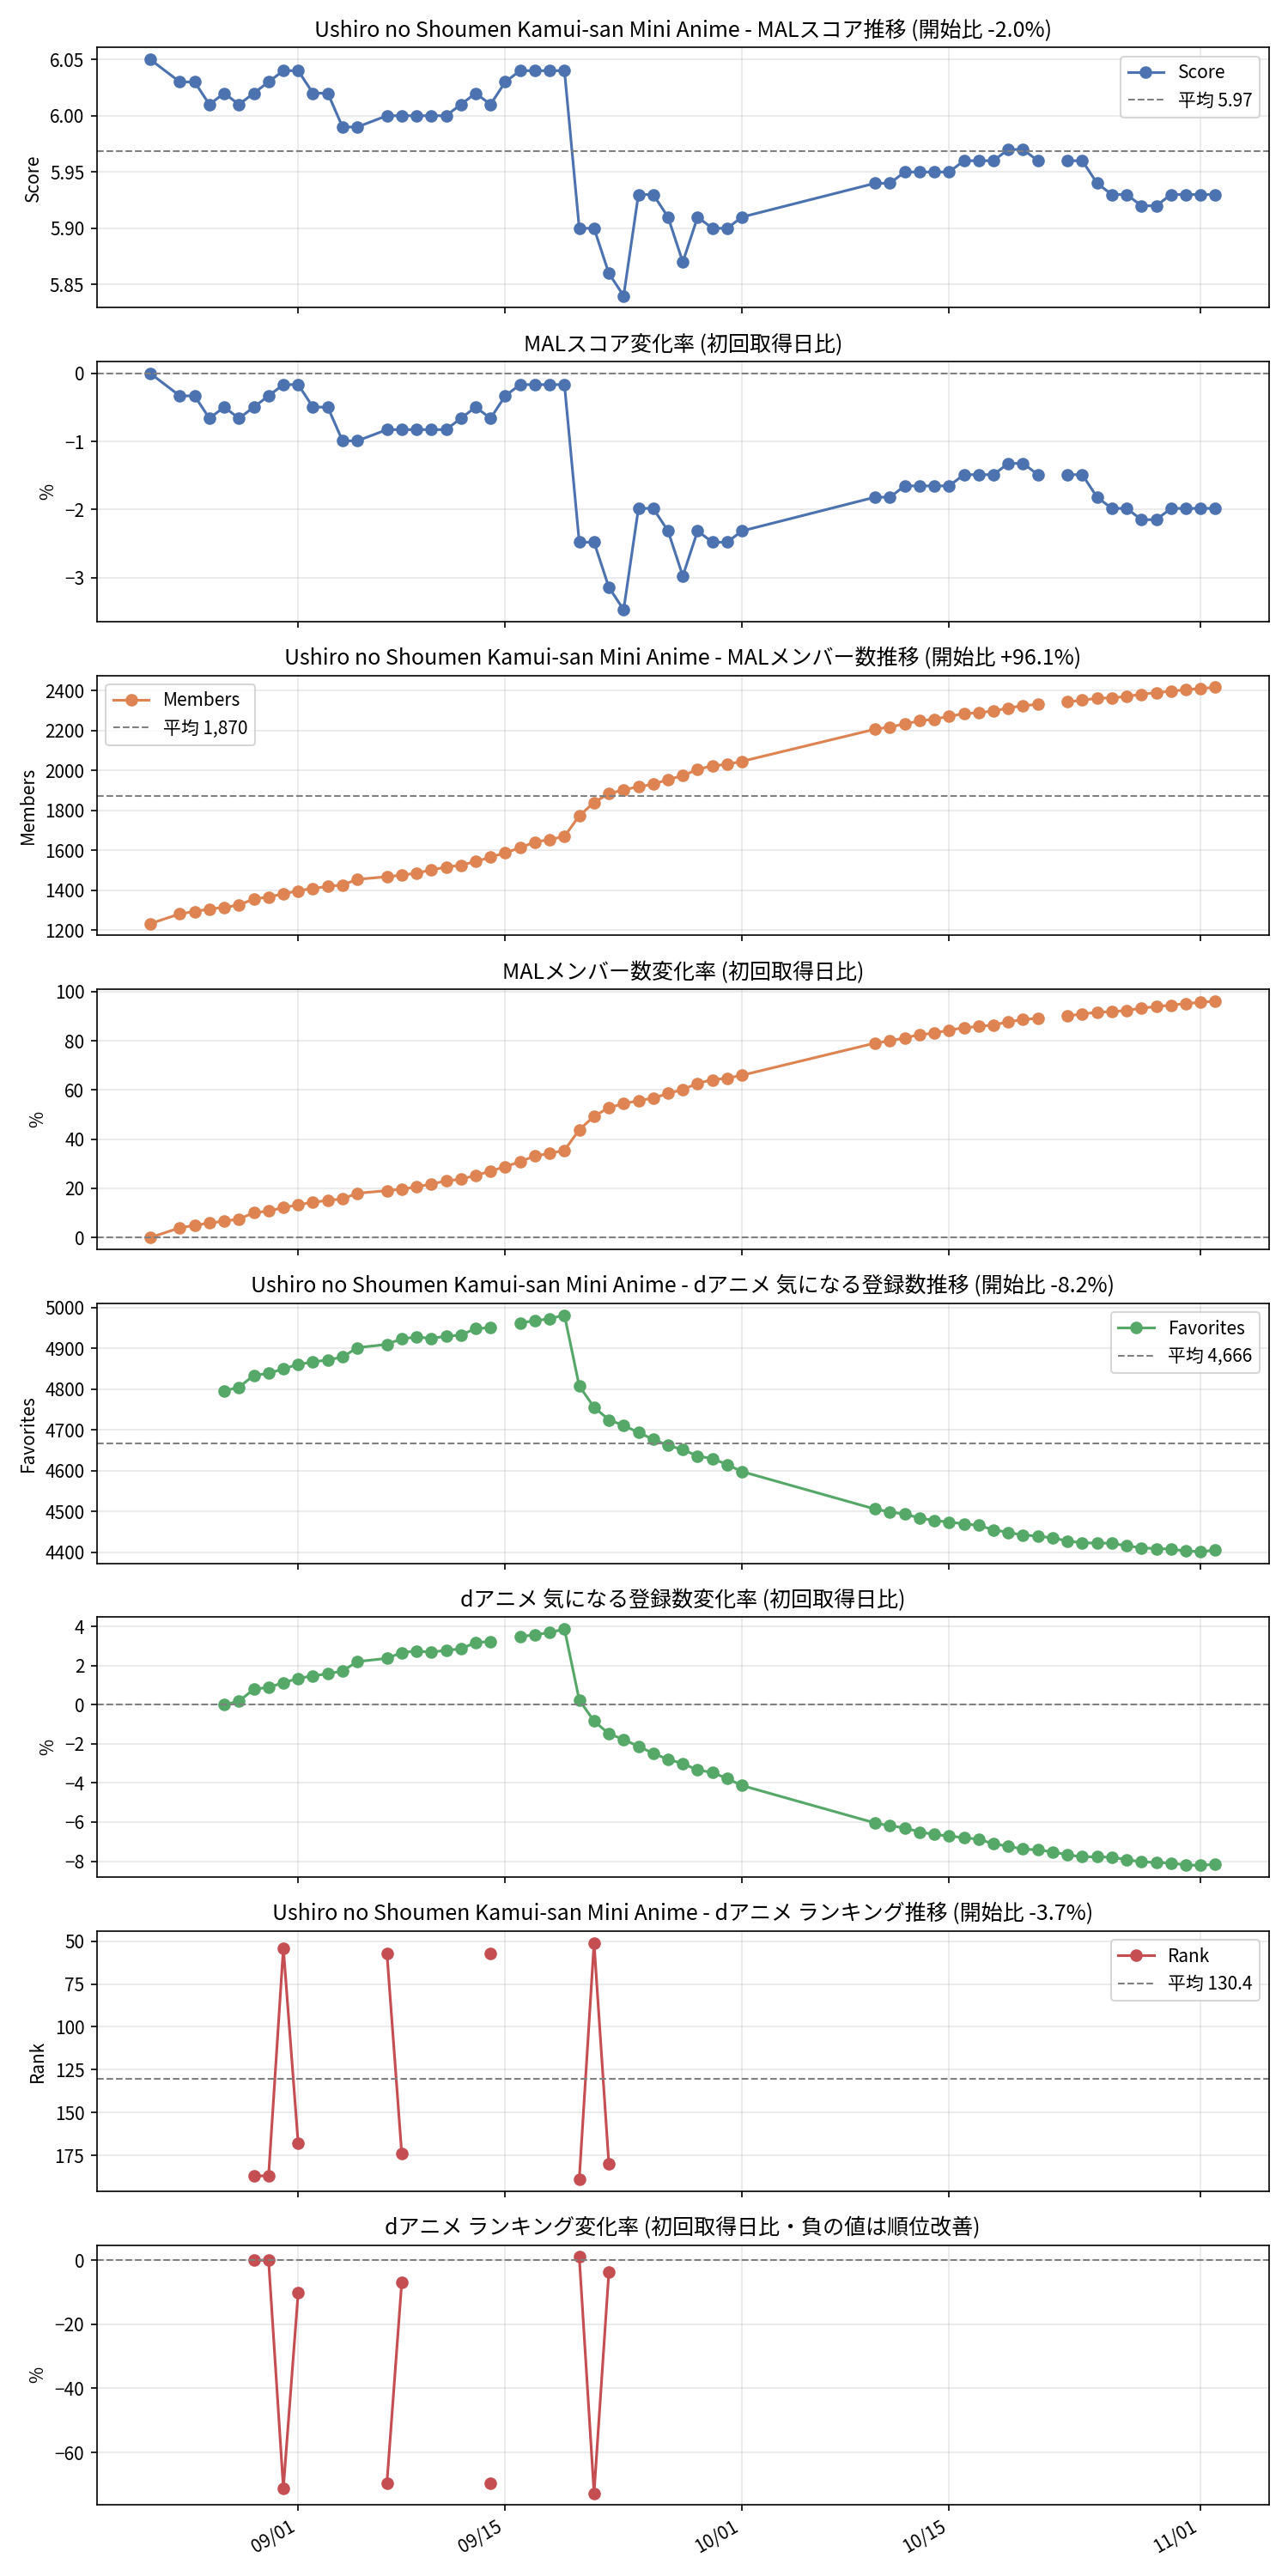 Ushiro no Shoumen Kamui-san Mini Anime - MALスコア推移 (開始比 -2.0%)
Score
平均 5.97
Score
6.05
6.00
5.95
5.90
5.85
MALスコア変化率 (初回取得日比)
%
0
−1
−2
−3
Ushiro no Shoumen Kamui-san Mini Anime - MALメンバー数推移 (開始比 +96.1%)
Members
平均 1,870
Members
2400
2200
2000
1800
1600
1400
1200
MALメンバー数変化率 (初回取得日比)
%
100
80
60
40
20
0
Ushiro no Shoumen Kamui-san Mini Anime - dアニメ 気になる登録数推移 (開始比 -8.2%)
Favorites
平均 4,666
Favorites
5000
4900
4800
4700
4600
4500
4400
dアニメ 気になる登録数変化率 (初回取得日比)
%
4
2
0
−2
−4
−6
−8
Ushiro no Shoumen Kamui-san Mini Anime - dアニメ ランキング推移 (開始比 -3.7%)
Rank
平均 130.4
Rank
50
75
100
125
150
175
dアニメ ランキング変化率 (初回取得日比・負の値は順位改善)
%
0
−20
−40
−60
09/01
09/15
10/01
10/15
11/01